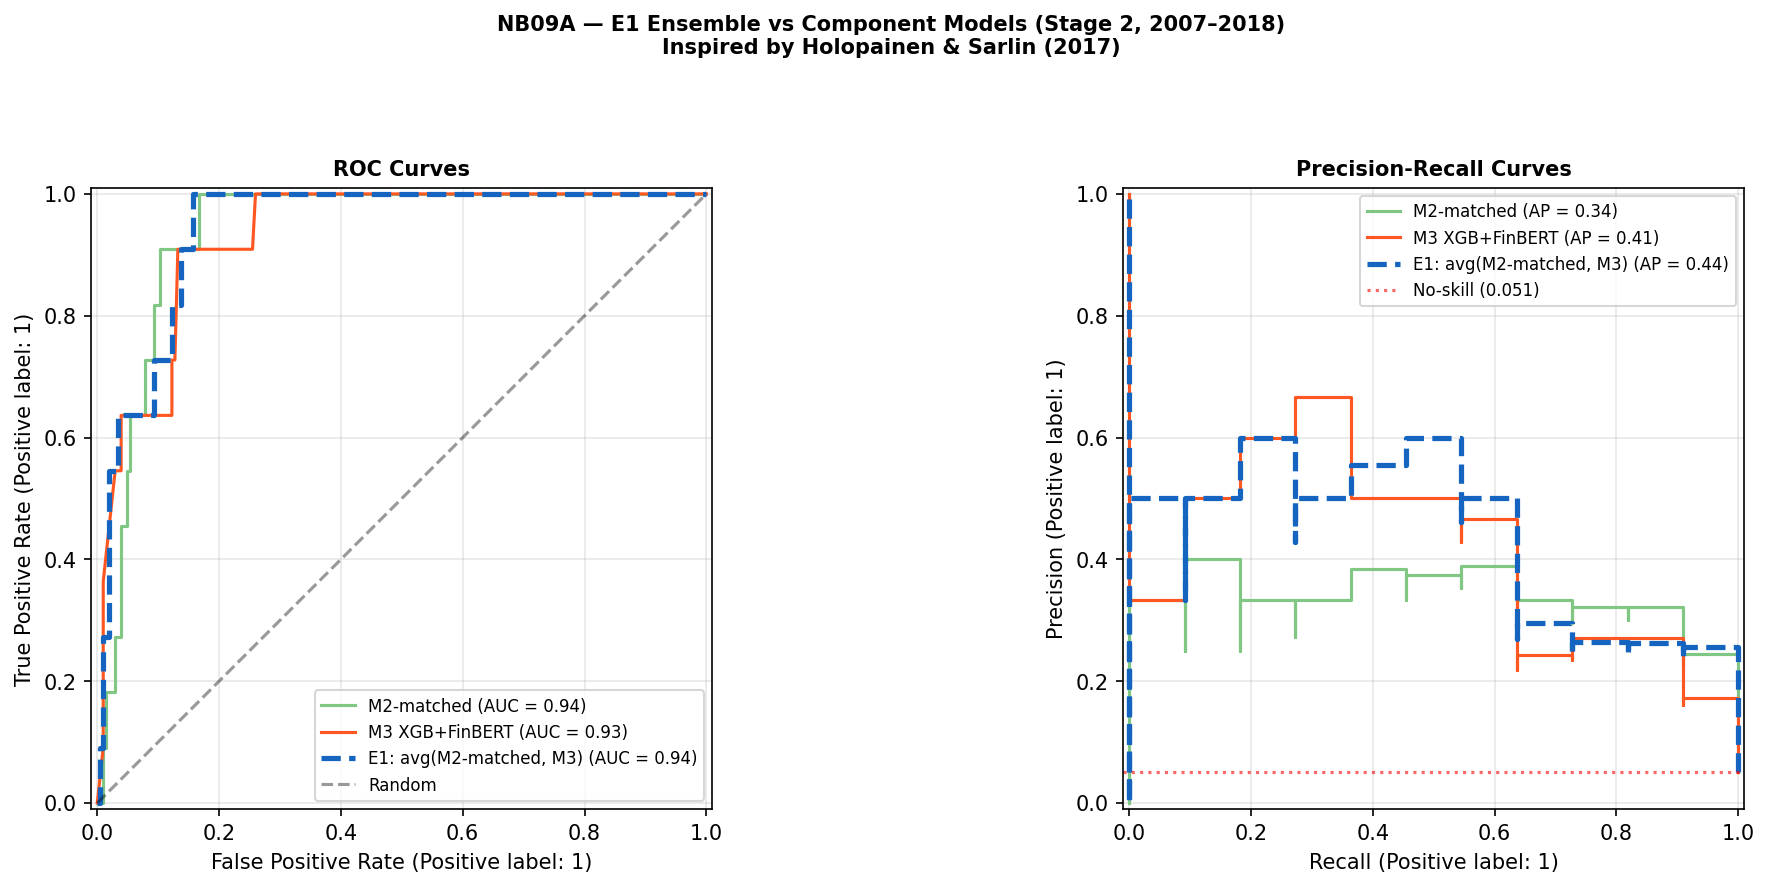 NB09A — E1 Ensemble vs Component Models (Stage 2, 2007–2018)
Inspired by Holopainen & Sarlin (2017)
ROC Curves
True Positive Rate (Positive label: 1)
1.0
0.8
0.6
0.4
0.2
0.0
M2-matched (AUC = 0.94)
M3 XGB+FinBERT (AUC = 0.93)
E1: avg(M2-matched, M3) (AUC = 0.94)
Random
0.0 0.2 0.4 0.6 0.8 1.0
False Positive Rate (Positive label: 1)
Precision-Recall Curves
Precision (Positive label: 1)
1.0
0.8
0.6
0.4
0.2
0.0
M2-matched (AP = 0.34)
M3 XGB+FinBERT (AP = 0.41)
E1: avg(M2-matched, M3) (AP = 0.44)
No-skill (0.051)
0.0 0.2 0.4 0.6 0.8 1.0
Recall (Positive label: 1)